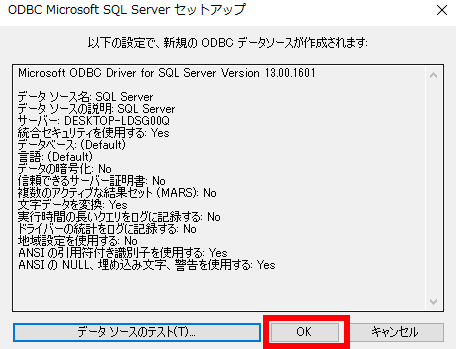 ODBC Microsoft SQL Server セットアップ
以下の設定で、新規の ODBC データソースが作成されます:
Microsoft ODBC Driver for SQL Server Version 13.00.1601
データ ソース名: SQL Server
データ ソースの説明: SQL Server
サーバー: DESKTOP-LDSG00Q
統合セキュリティを使用する: Yes
データベース: (Default)
言語: (Default)
データの暗号化: No
信頼できるサーバー証明書: No
複数のアクティブな結果セット (MARS): No
文字データを変換: Yes
実行時間の長いクエリをログに記録する: No
ドライバーの統計をログに記録する: No
地域設定を使用する: No
ANSI の引用符付き識別子を使用する: Yes
ANSI の NULL、埋め込み文字、警告を使用する: Yes
データ ソースのテスト(T)... OK キャンセル